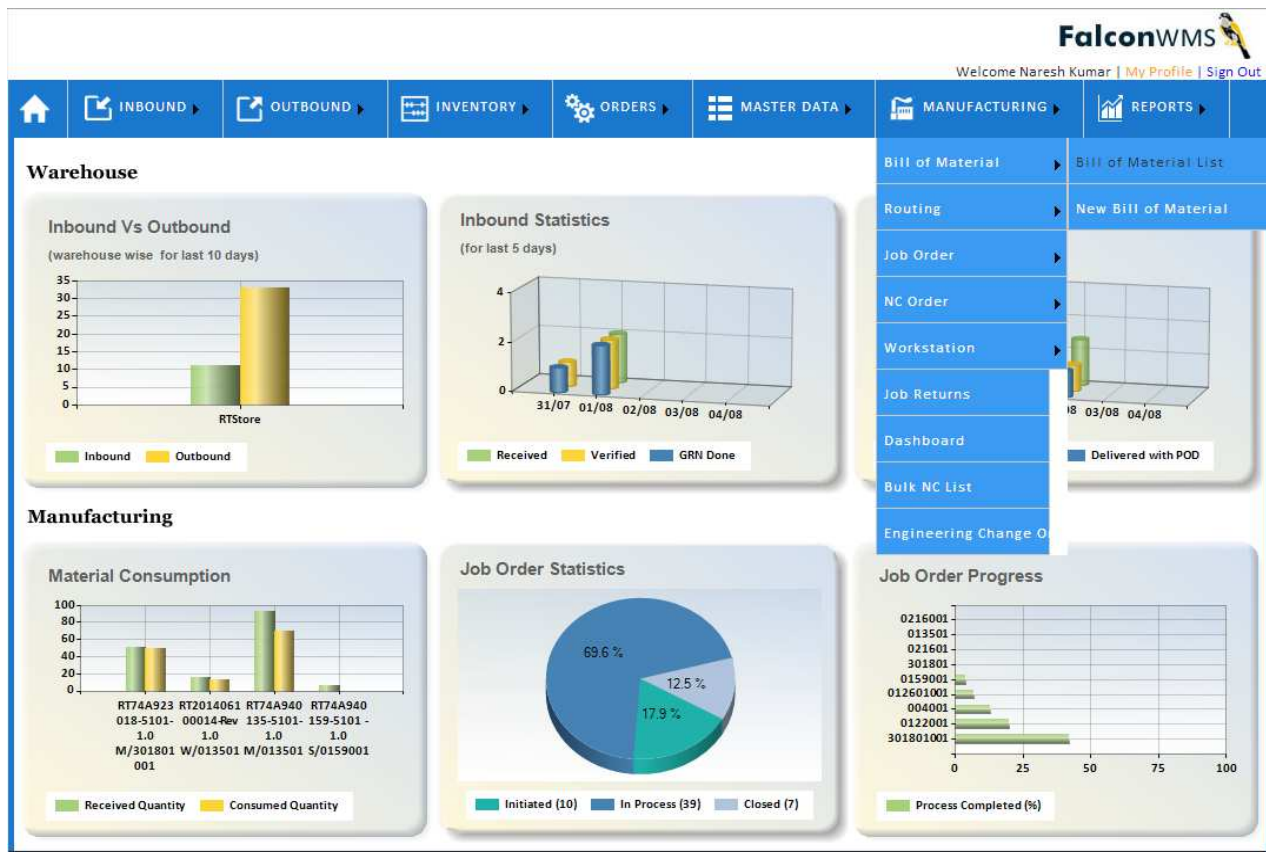 FalconWMS
Welcome Naresh Kumar | My Profile | Sign Out
INBOUND
OUTBOUND
INVENTORY
ORDERS
MASTER DATA
MANUFACTURING
REPORTS
Bill of Material
Bill of Material List
Routing
New Bill of Material
Job Order
NC Order
Workstation
Job Returns
Dashboard
Bulk NC List
Engineering Change O
Warehouse
Inbound Vs Outbound
(warehouse wise for last 10 days)
35
30
25
20
15
10
5
0
RTStore
Inbound Outbound
Inbound Statistics
(for last 5 days)
4
2
0
31/07 01/08 02/08 03/08 04/08
Received Verified GRN Done
03/08 04/08
Delivered with POD
Manufacturing
Material Consumption
100
80
60
40
20
0
RT74A923 RT2014061 RT74A940 RT74A940
018-5101- 00014-Rev 135-5101- 159-5101 -
1.0 1.0 1.0 1.0
M/301801 W/013501 M/013501 S/0159001
001
Received Quantity Consumed Quantity
Job Order Statistics
69.6 %
12.5 %
17.9 %
Initiated (10) In Process (39) Closed (7)
Job Order Progress
0216001
013501
021601
301801
0159001
012601001
004001
0122001
301801001
0 25 50 75 100
Process Completed (%)